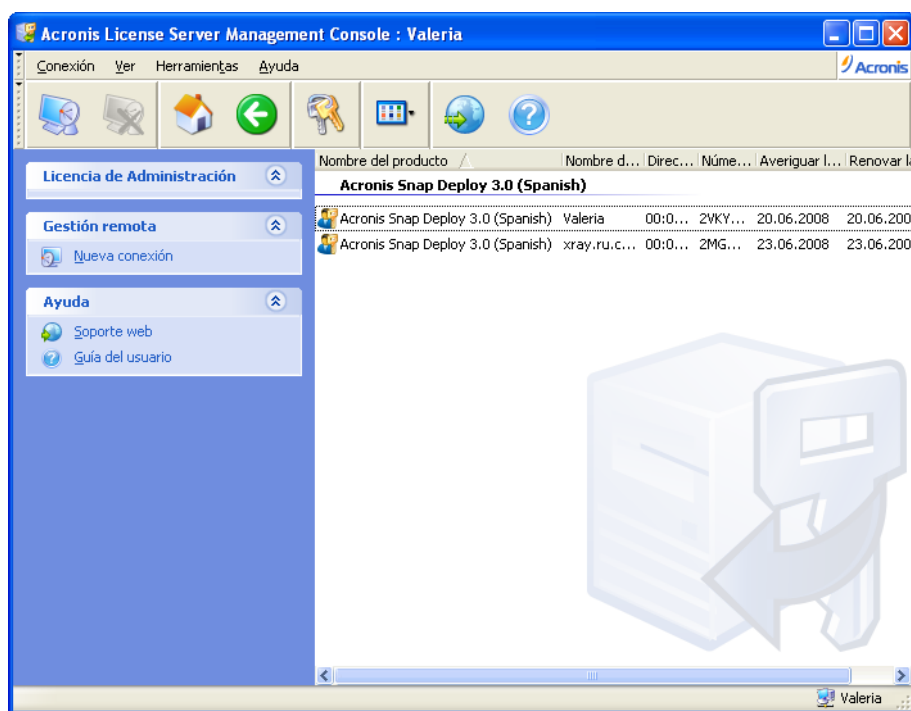 Acronis License Server Management Console : Valeria
Conexión Ver Herramientas Ayuda
Acronis
Licencia de Administración
Gestión remota
Nueva conexión
Ayuda
Soporte web
Guía del usuario
Nombre del producto Nombre d... Direc... Núme... Averiguar l... Renovar la
Acronis Snap Deploy 3.0 (Spanish)
Acronis Snap Deploy 3.0 (Spanish) Valeria 00:0... 2VKY... 20.06.2008 20.06.200
Acronis Snap Deploy 3.0 (Spanish) xray.ru.c... 00:0... 2MG... 23.06.2008 23.06.200
Valeria